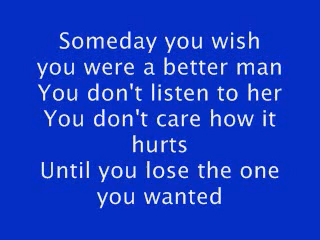 Someday you wish
you were a better man
You don't listen to her
You don't care how it
hurts
Until you lose the one
you wanted